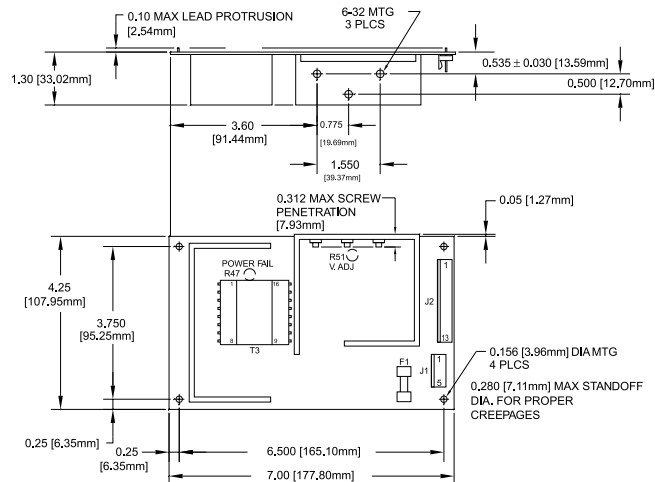 0.10 MAX LEAD PROTRUSION
[2.54mm]
6-32 MTG
3 PLCS
1.30 [33.02mm]
0.535 ± 0.030 [13.59mm]
0.500 [12.70mm]
3.60
[91.44mm]
0.775
[19.69mm]
1.550
[39.37mm]
0.312 MAX SCREW
PENETRATION
[7.93mm]
0.05 [1.27mm]
4.25
[107.95mm]
3.750
[95.25mm]
POWER FAIL
R47
1
16
8
9
T3
R51
V. ADJ
1
J2
13
F1
J1
1
5
0.156 [3.96mm] DIA MTG
4 PLCS
0.280 [7.11mm] MAX STANDOFF
DIA. FOR PROPER
CREEPAGES
0.25 [6.35mm]
0.25
[6.35mm]
6.500 [165.10mm]
7.00 [177.80mm]